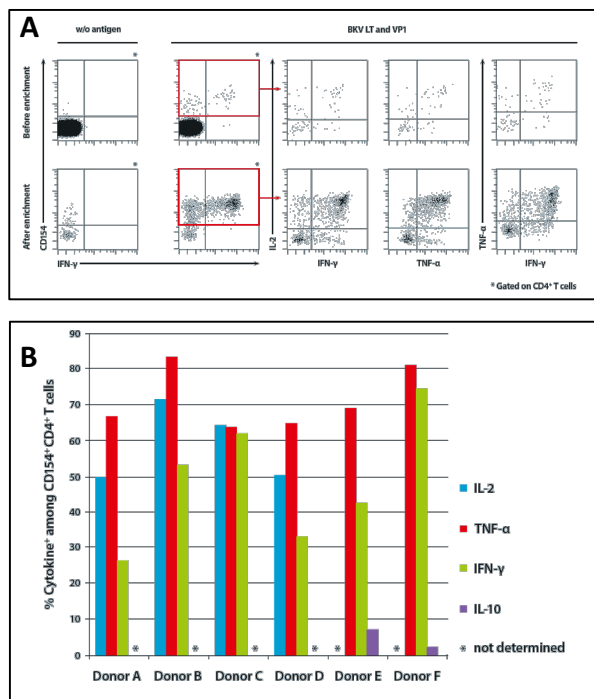 A
w/o antigen
BKV LT and VP1
*
*
Before enrichment
*
*
After enrichment
CD154
IL-2
TNF-α
IFN-γ
IFN-γ
TNF-α
IFN-γ
* Gated on CD4⁺ T cells
B
% Cytokine⁺ among CD154⁺CD4⁺ T cells
90
80
70
60
50
40
30
20
10
0
* * * * * *
Donor A Donor B Donor C Donor D Donor E Donor F
IL-2
TNF-α
IFN-γ
IL-10
* not determined